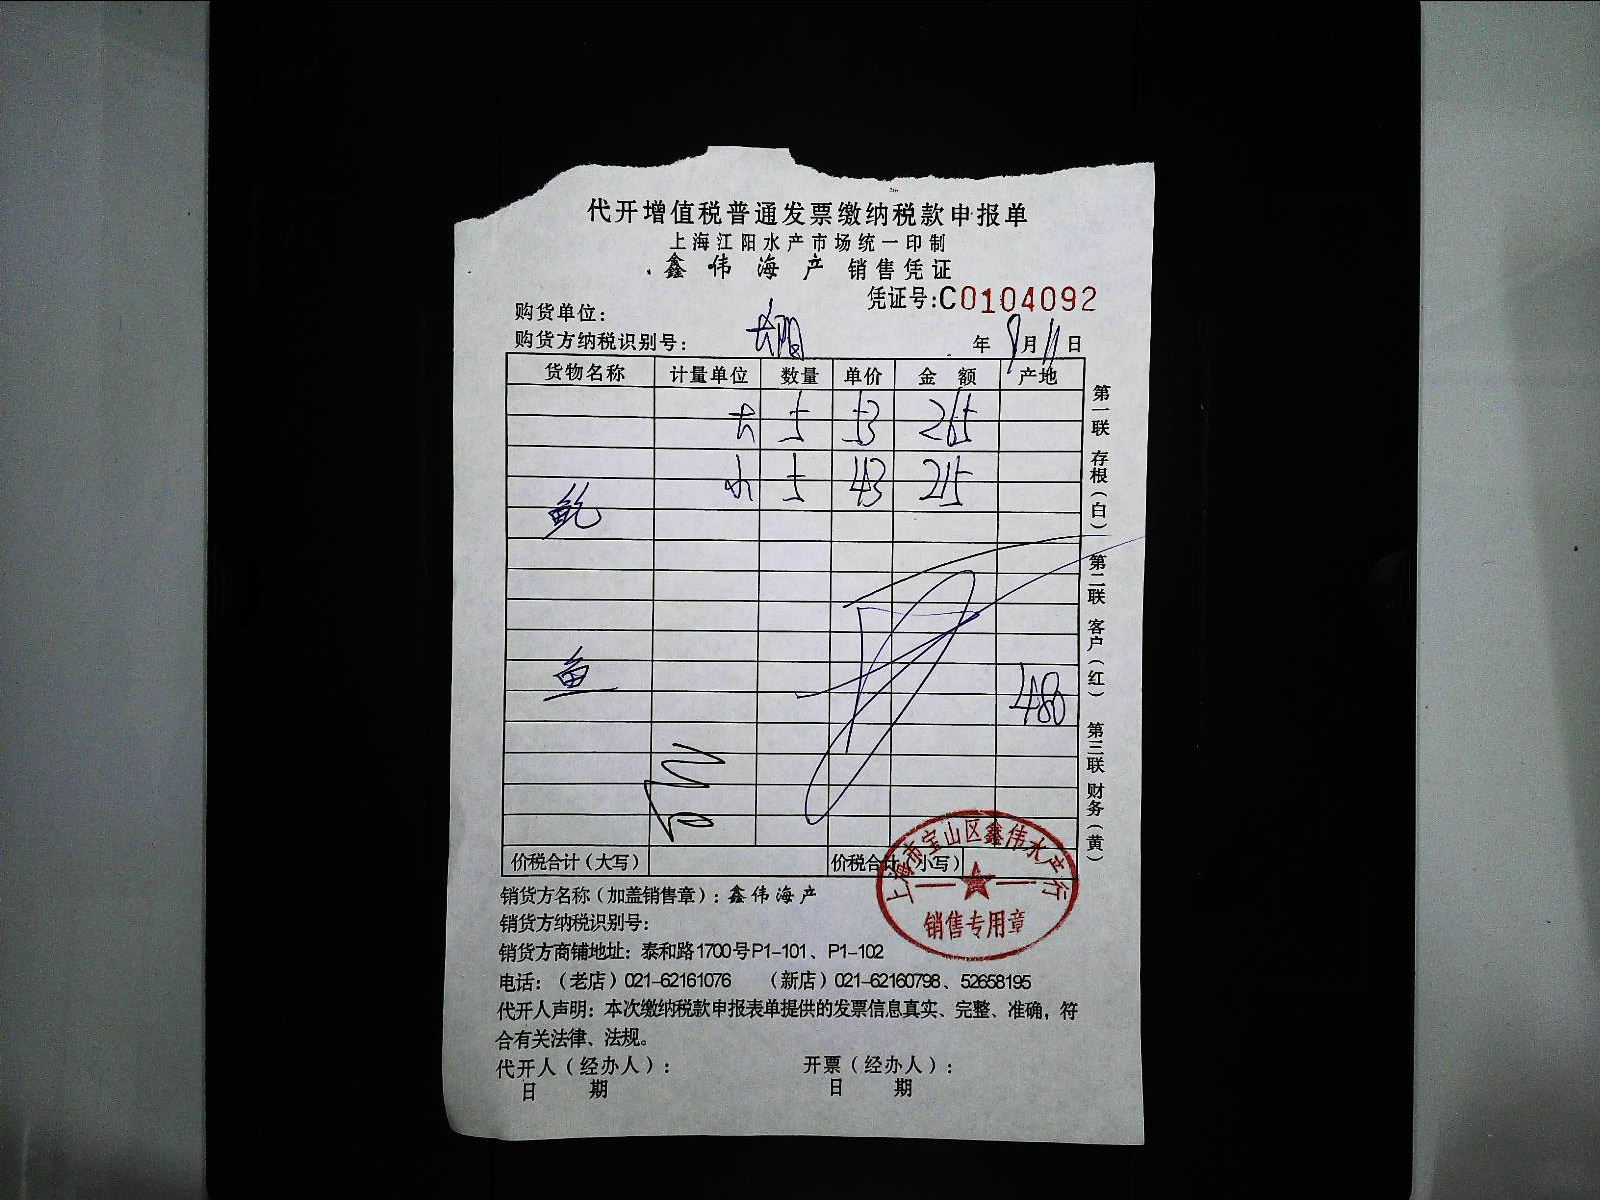 代开增值税普通发票缴纳税款申报单
上海江阳水产市场统一印制
鑫伟海产 销售凭证
凭证号:C0104092
购货单位:
购货方纳税识别号: 年 9月11日
货物名称 计量单位 数量 单价 金额 产地
大 5 53 265
小 5 43 215
鲍
鱼
480
价税合计(大写) 价税合计(小写)
第一联 存根(白) 第二联 客户(红) 第三联 财务(黄)
上海市宝山区鑫伟水产行
销售专用章
销货方名称(加盖销售章):鑫伟海产
销货方纳税识别号:
销货方商铺地址:泰和路1700号P1-101、P1-102
电话:(老店)021-62161076 (新店)021-62160798、52658195
代开人声明:本次缴纳税款申报表单提供的发票信息真实、完整、准确,符
合有关法律、法规。
代开人(经办人): 开票(经办人):
日 期 日 期